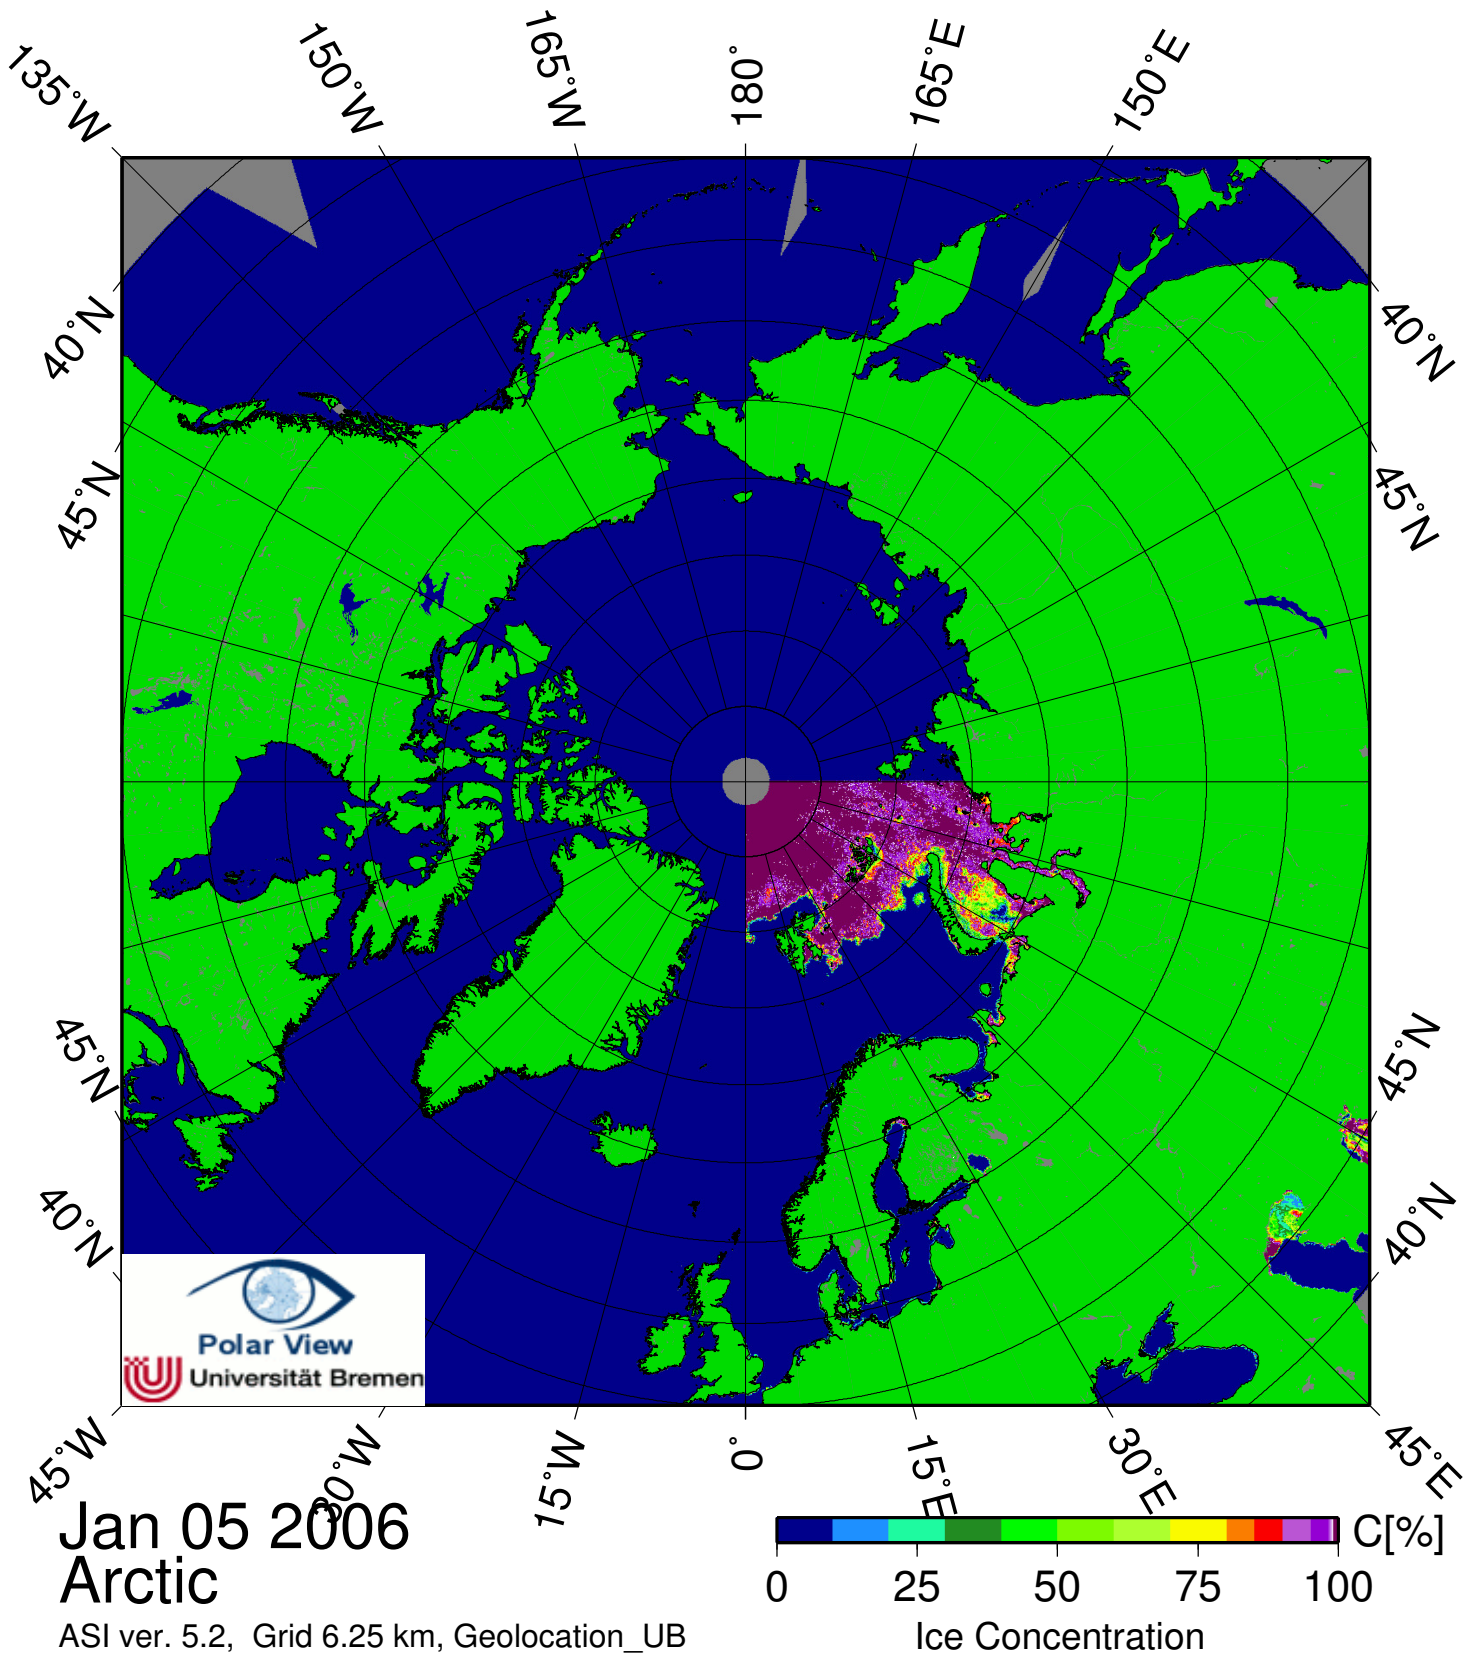 135°W 150°W 165°W 180° 165°E 150°E
40°N 40°N
45°N 45°N
45°N 45°N
40°N 40°N
Polar View
Universität Bremen
45°W 30°W 15°W 0° 15°E 30°E 45°E
Jan 05 2006
Arctic
ASI ver. 5.2, Grid 6.25 km, Geolocation_UB
C[%]
0 25 50 75 100
Ice Concentration